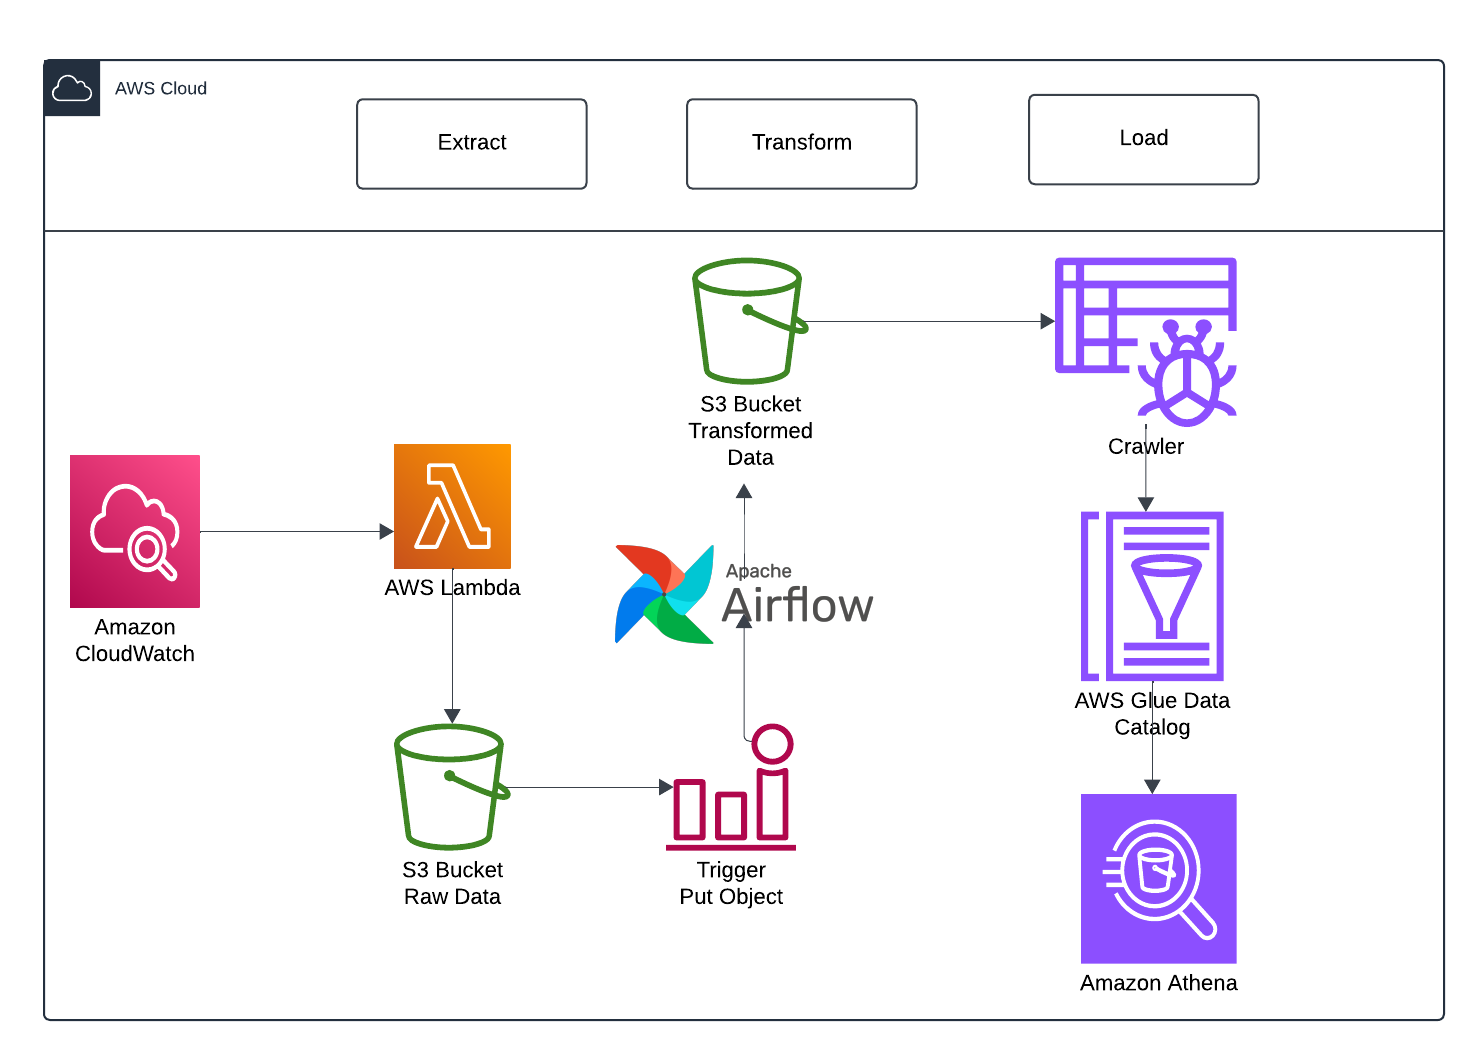 AWS Cloud
Extract
Transform
Load
S3 Bucket
Transformed
Data
Crawler
Amazon
CloudWatch
AWS Lambda
Apache
Airflow
AWS Glue Data
Catalog
S3 Bucket
Raw Data
Trigger
Put Object
Amazon Athena